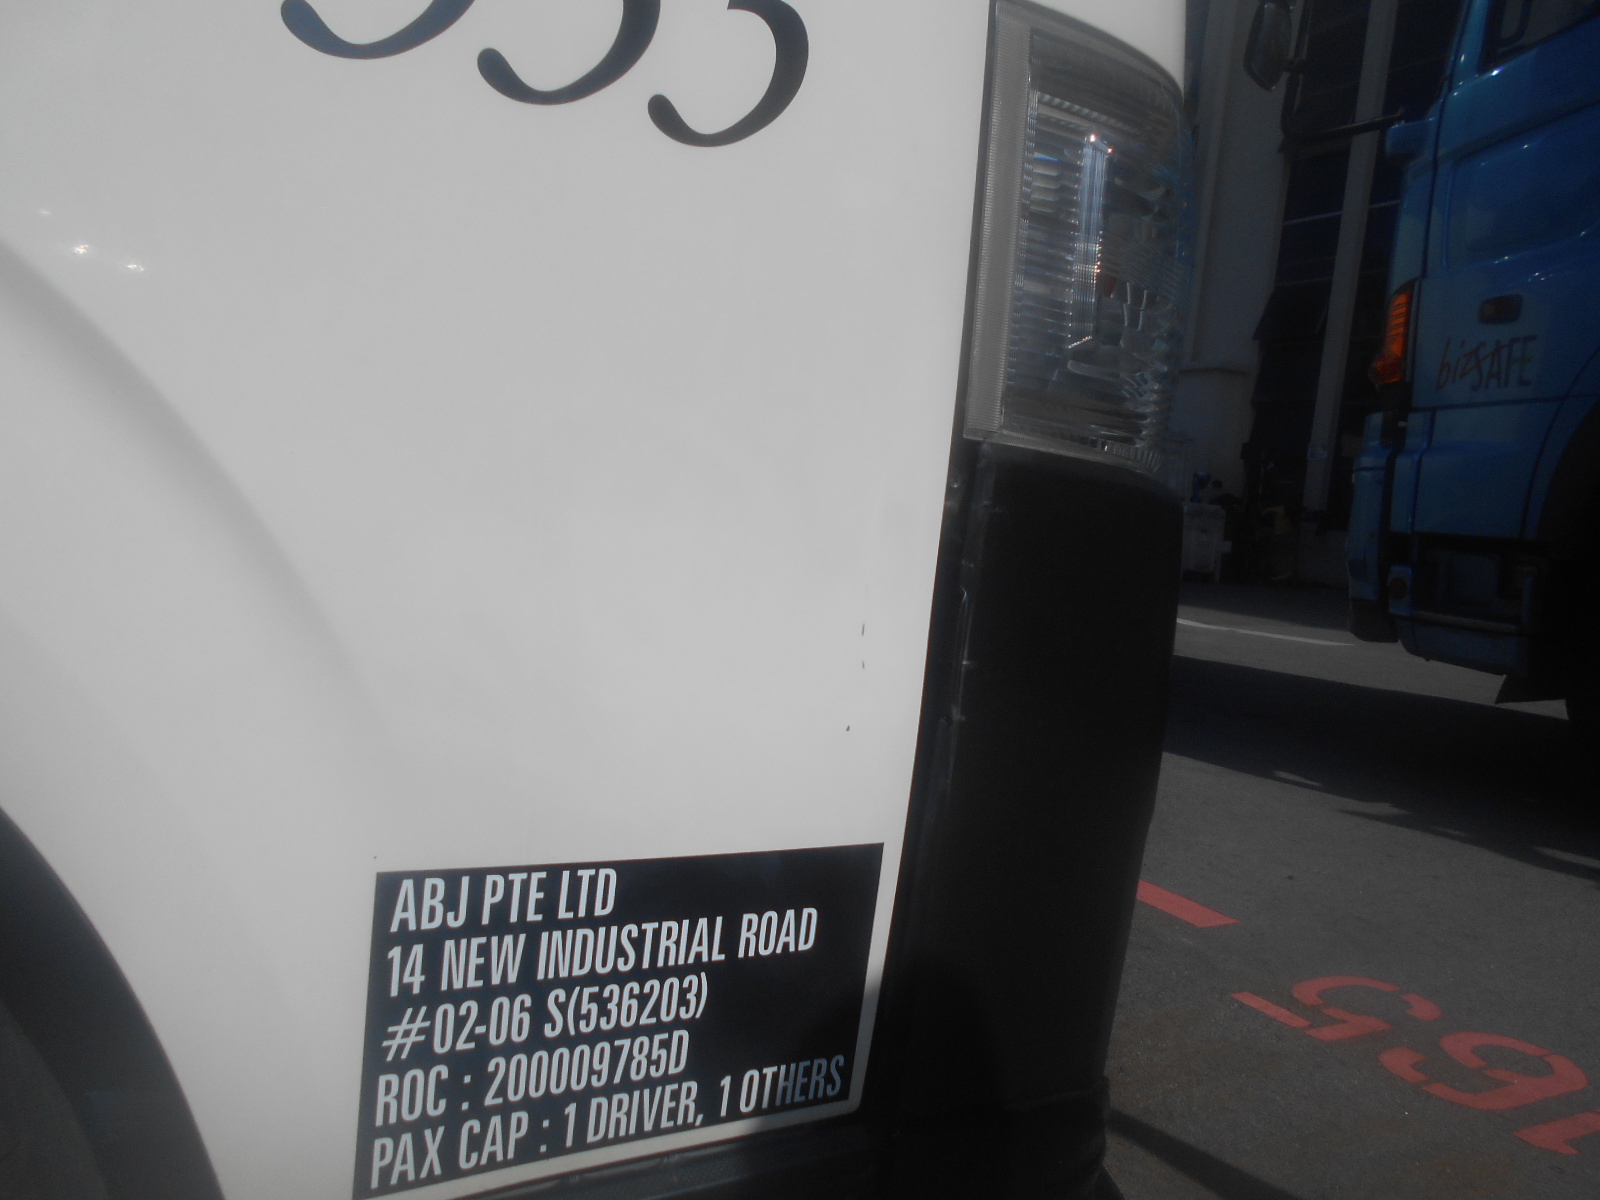 bizSAFE
ABJ PTE LTD
14 NEW INDUSTRIAL ROAD
#02-06 S(536203)
ROC : 200009785D
PAX CAP : 1 DRIVER, 1 OTHERS
165